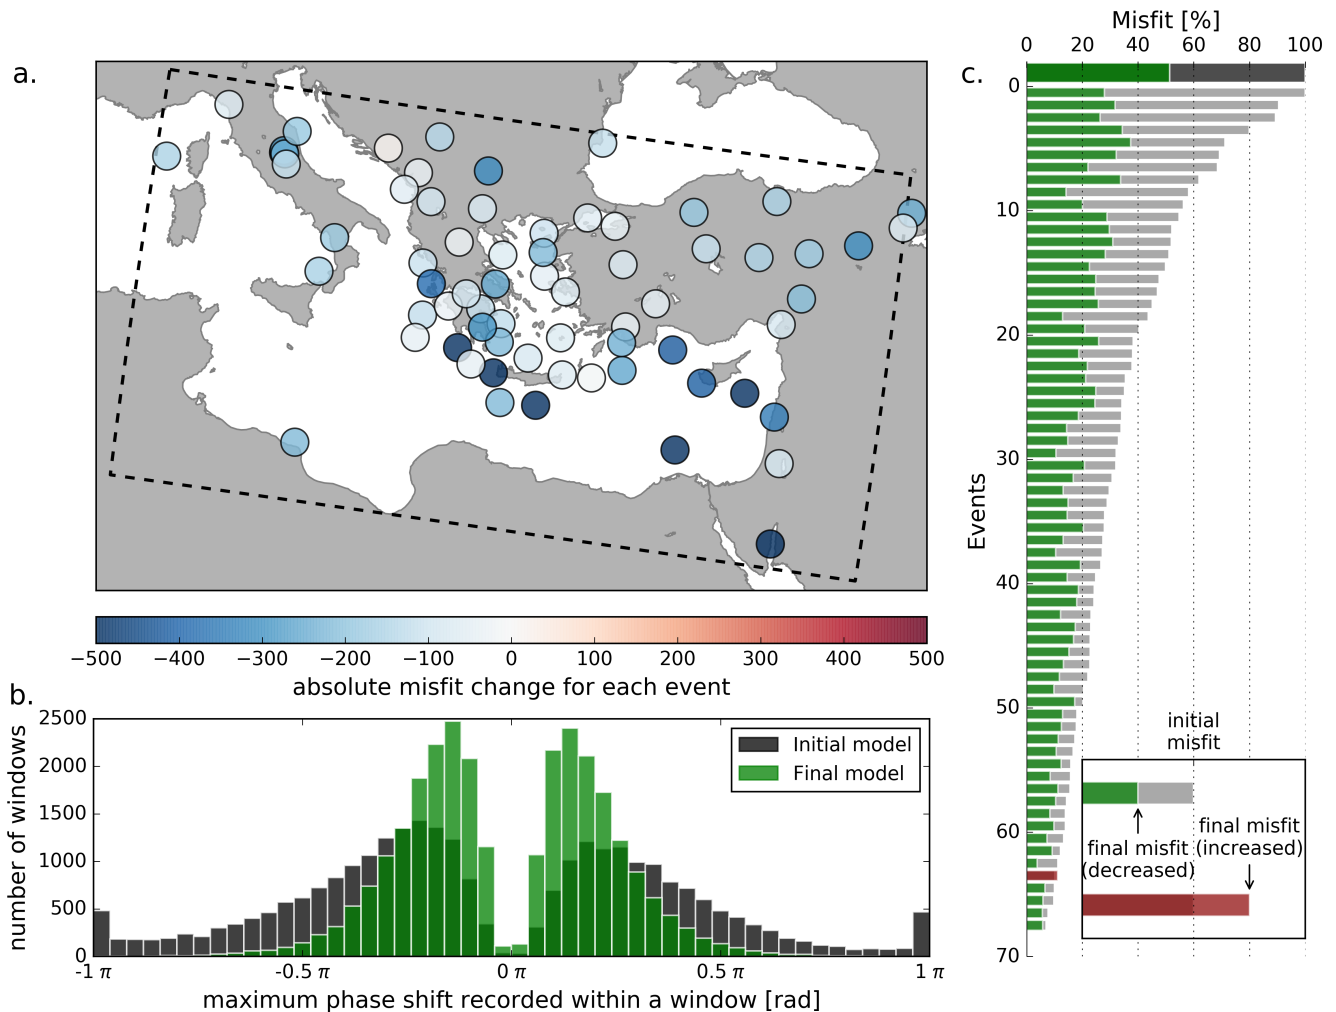 a.
−500 −400 −300 −200 −100 0 100 200 300 400 500
absolute misfit change for each event
b.
number of windows
2500
2000
1500
1000
500
0
Initial model
Final model
-1 π -0.5 π 0 π 0.5 π 1 π
maximum phase shift recorded within a window [rad]
c.
Misfit [%]
0 20 40 60 80 100
Events
0
10
20
30
40
50
60
70
initial
misfit
final misfit
(decreased)
final misfit
(increased)